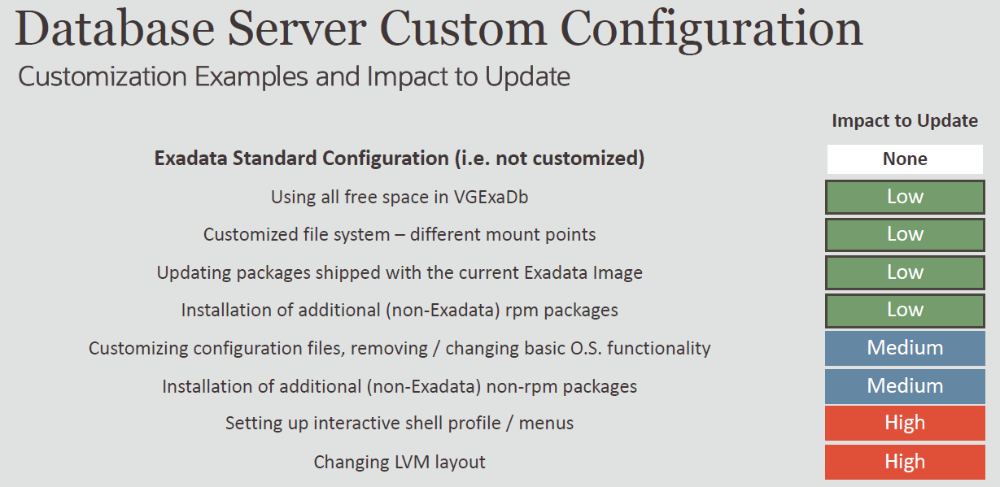 Database Server Custom Configuration
Customization Examples and Impact to Update
Impact to Update
Exadata Standard Configuration (i.e. not customized) None
Using all free space in VGExaDb Low
Customized file system – different mount points Low
Updating packages shipped with the current Exadata Image Low
Installation of additional (non-Exadata) rpm packages Low
Customizing configuration files, removing / changing basic O.S. functionality Medium
Installation of additional (non-Exadata) non-rpm packages Medium
Setting up interactive shell profile / menus High
Changing LVM layout High